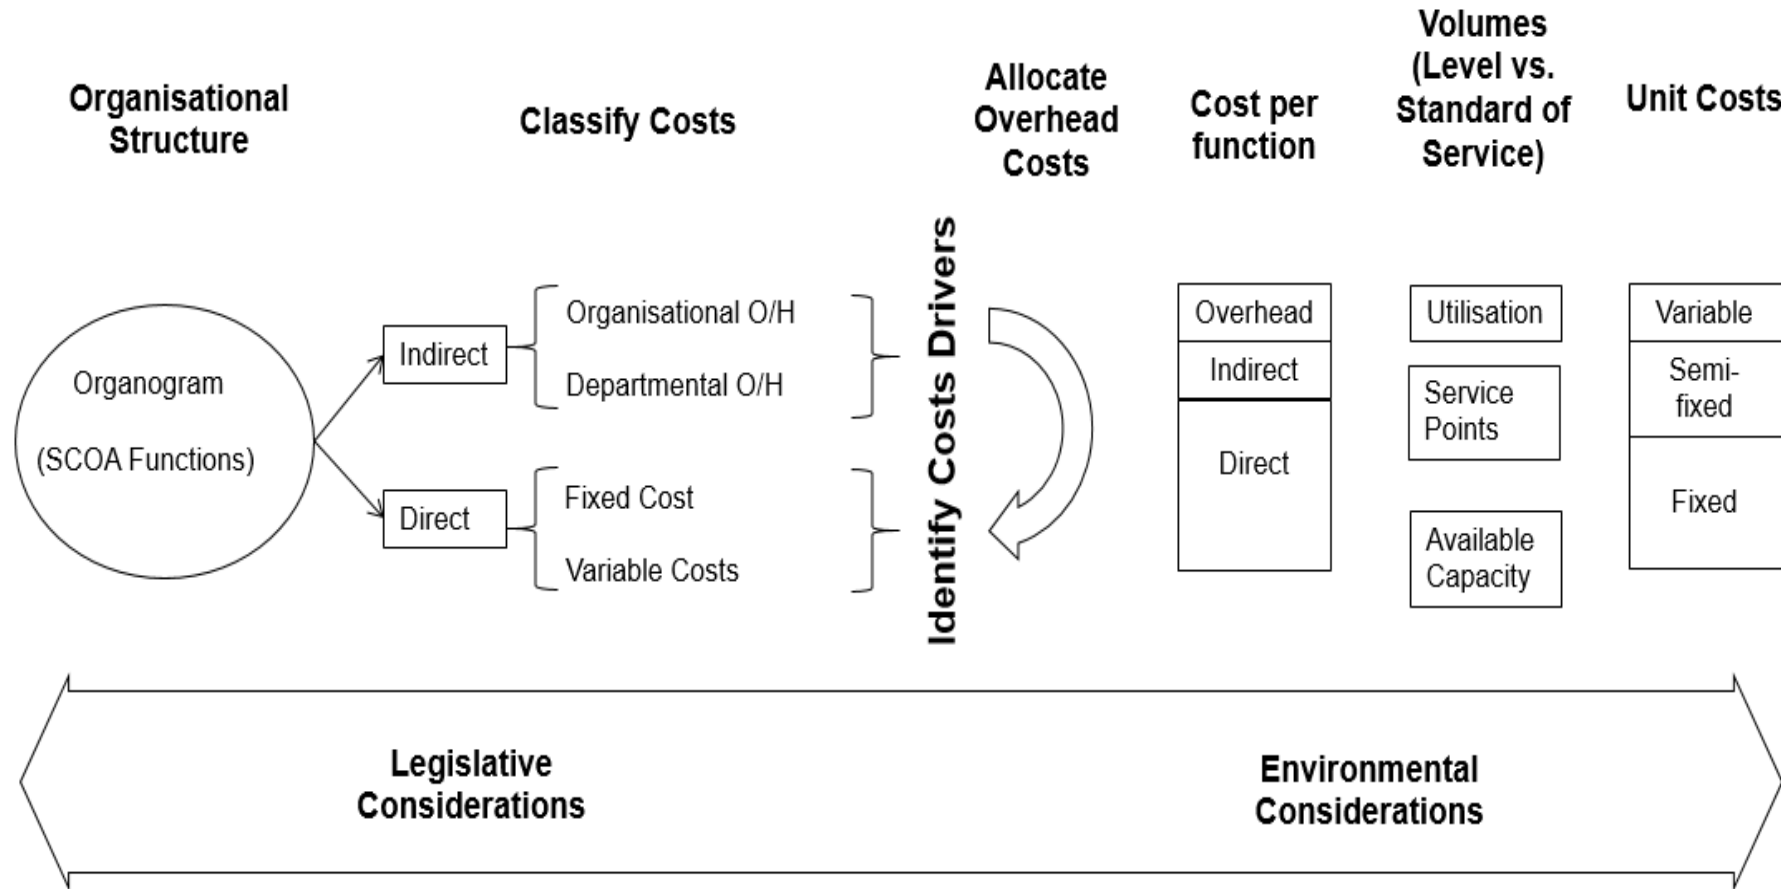 Organisational
Structure
Classify Costs
Allocate
Overhead
Costs
Cost per
function
Volumes
(Level vs.
Standard of
Service)
Unit Costs
Organogram
(SCOA Functions)
Indirect
Direct
Organisational O/H
Departmental O/H
Fixed Cost
Variable Costs
Identify Costs Drivers
Overhead
Indirect
Direct
Utilisation
Service
Points
Available
Capacity
Variable
Semi-
fixed
Fixed
Legislative
Considerations
Environmental
Considerations